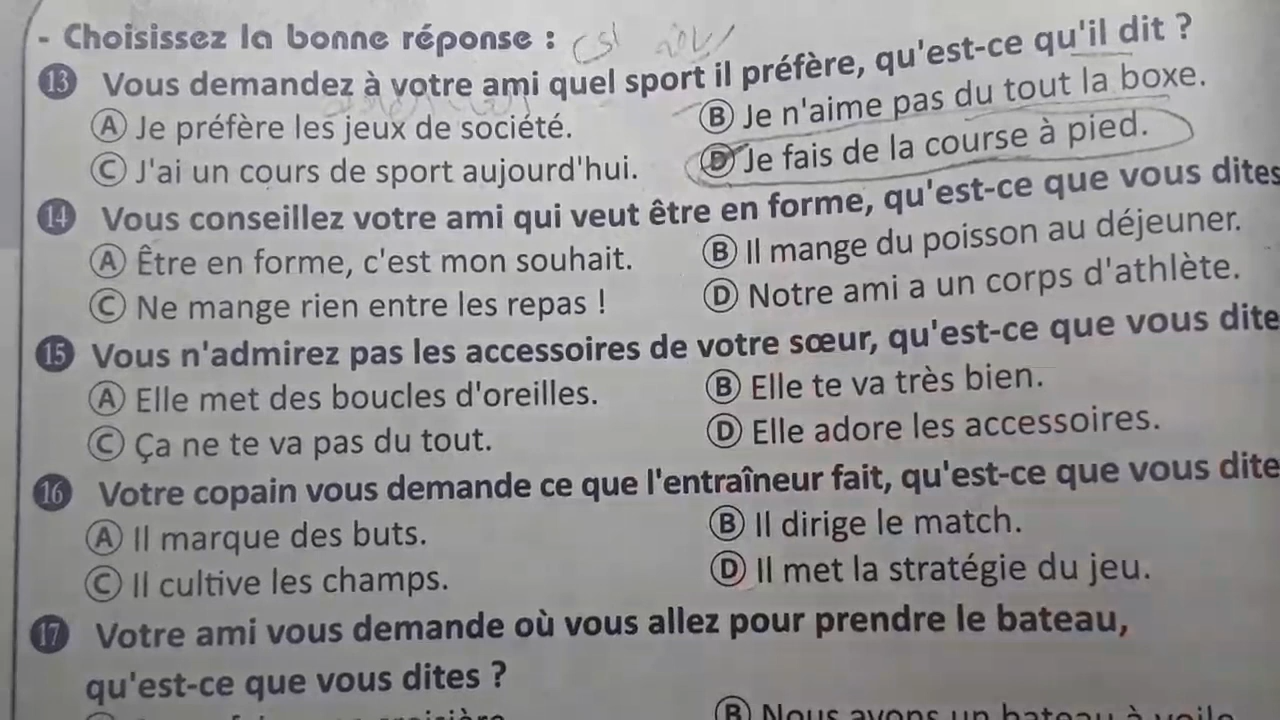 - Choisissez la bonne réponse :
13 Vous demandez à votre ami quel sport il préfère, qu'est-ce qu'il dit ?
A Je préfère les jeux de société.
B Je n'aime pas du tout la boxe.
C J'ai un cours de sport aujourd'hui.
D Je fais de la course à pied.
14 Vous conseillez votre ami qui veut être en forme, qu'est-ce que vous dites
A Être en forme, c'est mon souhait.
B Il mange du poisson au déjeuner.
C Ne mange rien entre les repas !
D Notre ami a un corps d'athlète.
15 Vous n'admirez pas les accessoires de votre sœur, qu'est-ce que vous dite
A Elle met des boucles d'oreilles.
B Elle te va très bien.
C Ça ne te va pas du tout.
D Elle adore les accessoires.
16 Votre copain vous demande ce que l'entraîneur fait, qu'est-ce que vous dite
A Il marque des buts.
B Il dirige le match.
C Il cultive les champs.
D Il met la stratégie du jeu.
17 Votre ami vous demande où vous allez pour prendre le bateau,
qu'est-ce que vous dites ?
B Nous avons un bateau à voile